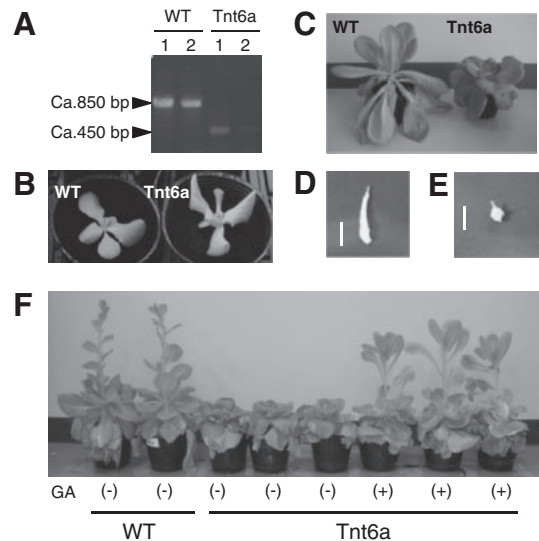 A
WT Tnt6a
1 2 1 2
Ca.850 bp
Ca.450 bp
B
WT Tnt6a
C
WT Tnt6a
D
E
F
GA (-) (-) (-) (-) (-) (+) (+) (+)
WT Tnt6a